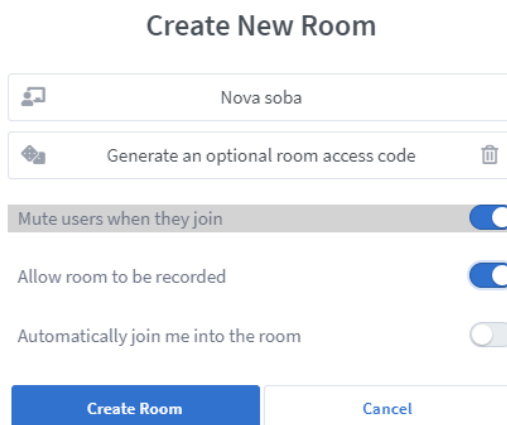 Create New Room
Nova soba
Generate an optional room access code
Mute users when they join
Allow room to be recorded
Automatically join me into the room
Create Room
Cancel